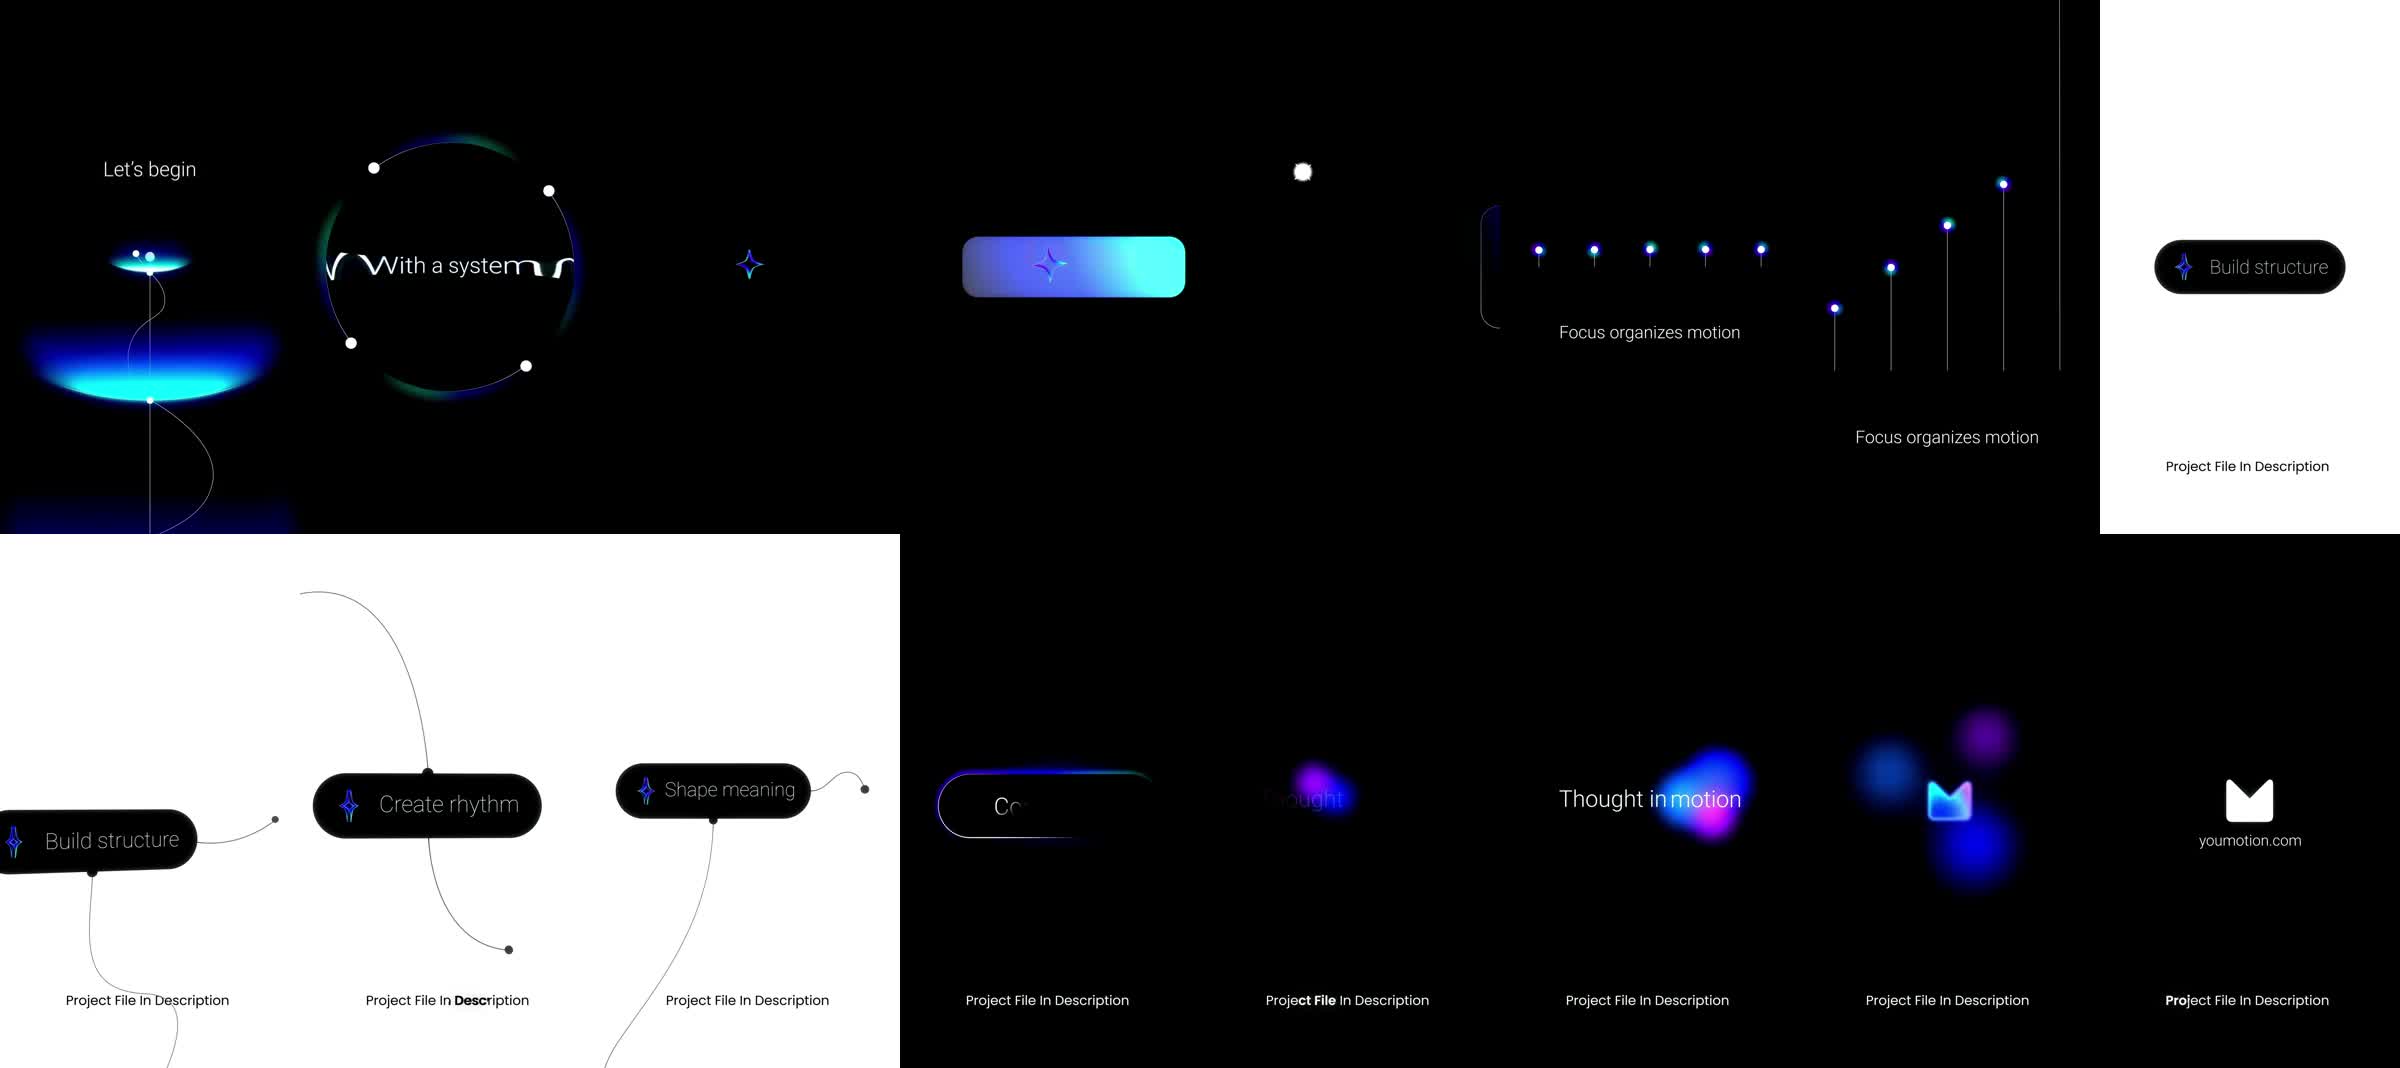 Let's begin
With a system
Focus organizes motion
Focus organizes motion
Build structure
Project File In Description
Build structure
Project File In Description
Create rhythm
Project File In Description
Shape meaning
Project File In Description
Co
Project File In Description
Thought
Project File In Description
Thought in motion
Project File In Description
Project File In Description
youmotion.com
Project File In Description